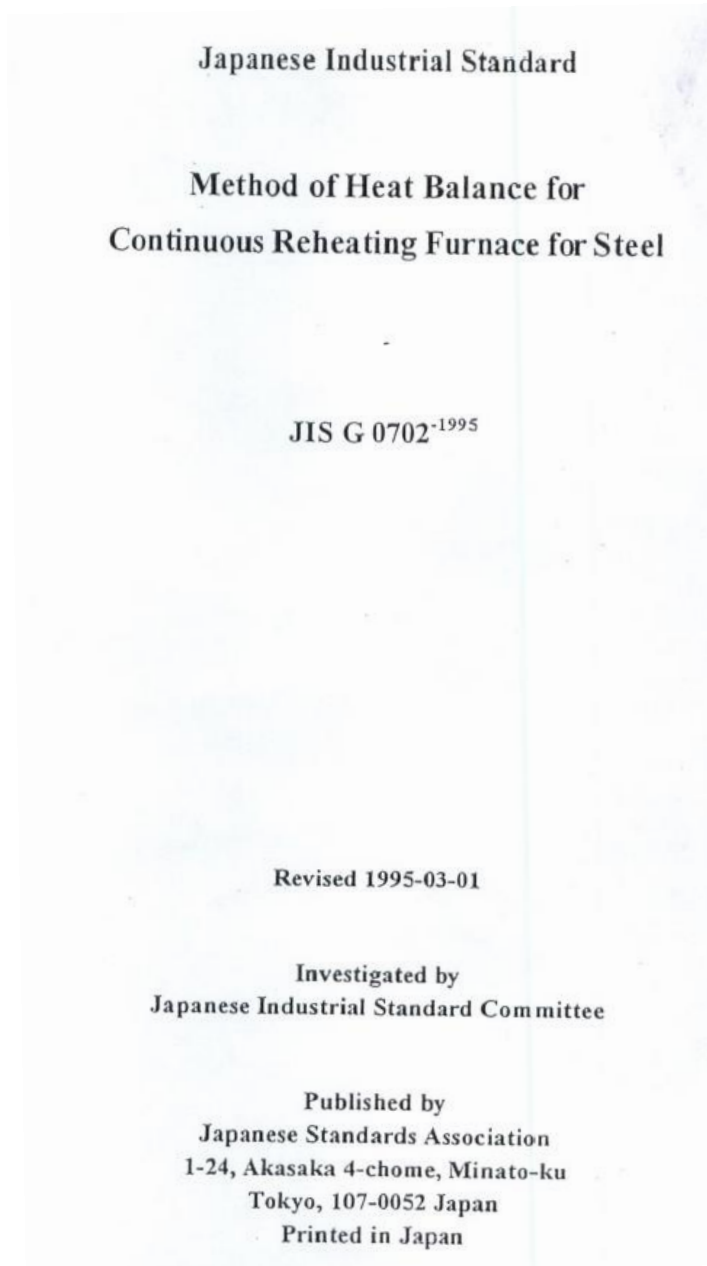 Japanese Industrial Standard
Method of Heat Balance for
Continuous Reheating Furnace for Steel
JIS G 0702-1995
Revised 1995-03-01
Investigated by
Japanese Industrial Standard Committee
Published by
Japanese Standards Association
1-24, Akasaka 4-chome, Minato-ku
Tokyo, 107-0052 Japan
Printed in Japan